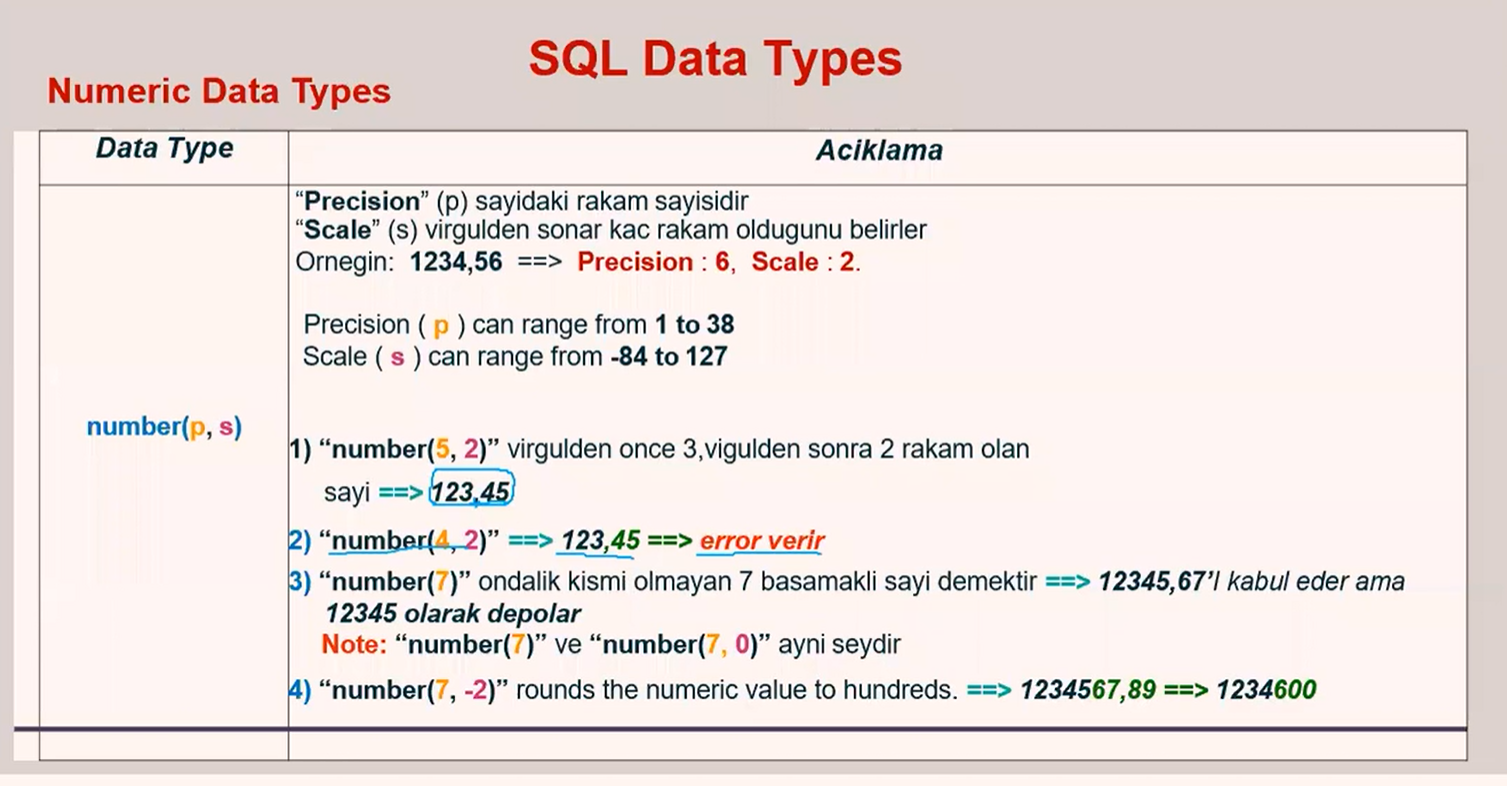 SQL Data Types
Numeric Data Types
Data Type
Aciklama
“Precision” (p) sayidaki rakam sayisidir
“Scale” (s) virgulden sonar kac rakam oldugunu belirler
Ornegin: 1234,56 ==> Precision : 6, Scale : 2.
Precision ( p ) can range from 1 to 38
Scale ( s ) can range from -84 to 127
number(p, s)
1) “number(5, 2)” virgulden once 3,vigulden sonra 2 rakam olan
sayi ==> 123,45
2) “number(4, 2)” ==> 123,45 ==> error verir
3) “number(7)” ondalik kismi olmayan 7 basamakli sayi demektir ==> 12345,67’I kabul eder ama
12345 olarak depolar
Note: “number(7)” ve “number(7, 0)” ayni seydir
4) “number(7, -2)” rounds the numeric value to hundreds. ==> 1234567,89 ==> 1234600